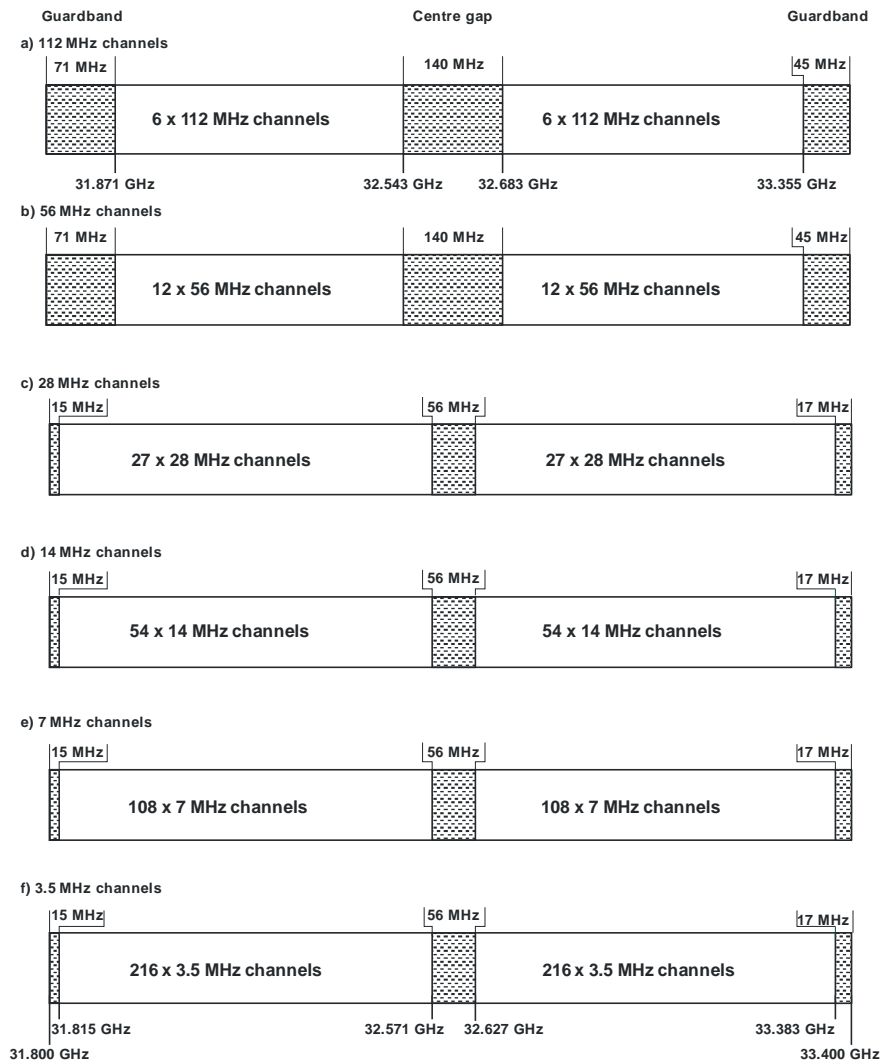 Guardband Centre gap Guardband
a) 112 MHz channels
71 MHz 140 MHz 45 MHz
6 x 112 MHz channels 6 x 112 MHz channels
31.871 GHz 32.543 GHz 32.683 GHz 33.355 GHz
b) 56 MHz channels
71 MHz 140 MHz 45 MHz
12 x 56 MHz channels 12 x 56 MHz channels
c) 28 MHz channels
15 MHz 56 MHz 17 MHz
27 x 28 MHz channels 27 x 28 MHz channels
d) 14 MHz channels
15 MHz 56 MHz 17 MHz
54 x 14 MHz channels 54 x 14 MHz channels
e) 7 MHz channels
15 MHz 56 MHz 17 MHz
108 x 7 MHz channels 108 x 7 MHz channels
f) 3.5 MHz channels
15 MHz 56 MHz 17 MHz
216 x 3.5 MHz channels 216 x 3.5 MHz channels
31.815 GHz 32.571 GHz 32.627 GHz 33.383 GHz
31.800 GHz 33.400 GHz